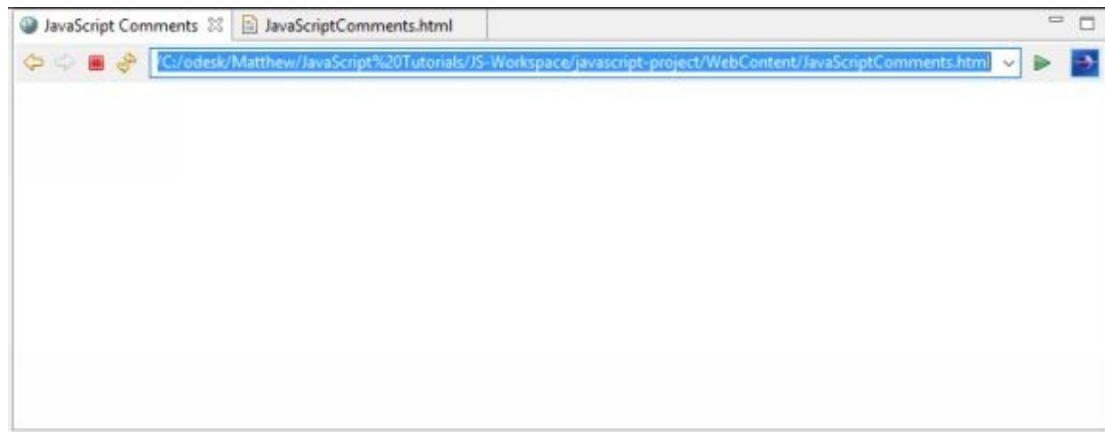 JavaScript Comments JavaScriptComments.html
/C:/odesk/Matthew/JavaScript%20Tutorials/JS-Workspace/javascript-project/WebContent/JavaScriptComments.html